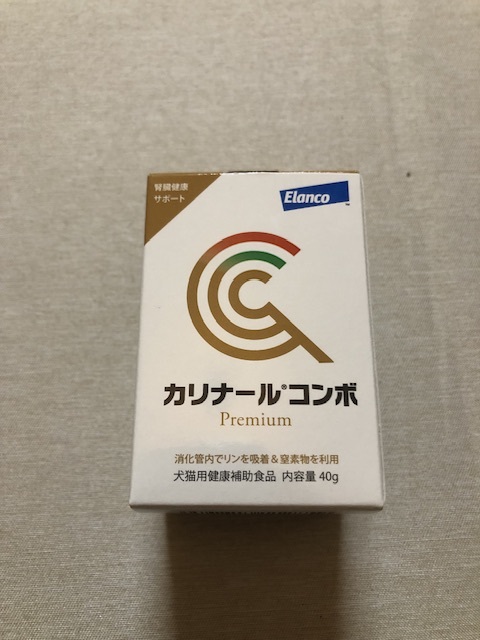 腎臓健康
サポート
Elanco™
カリナール®コンボ
Premium
消化管内でリンを吸着&窒素物を利用
犬猫用健康補助食品 内容量 40g